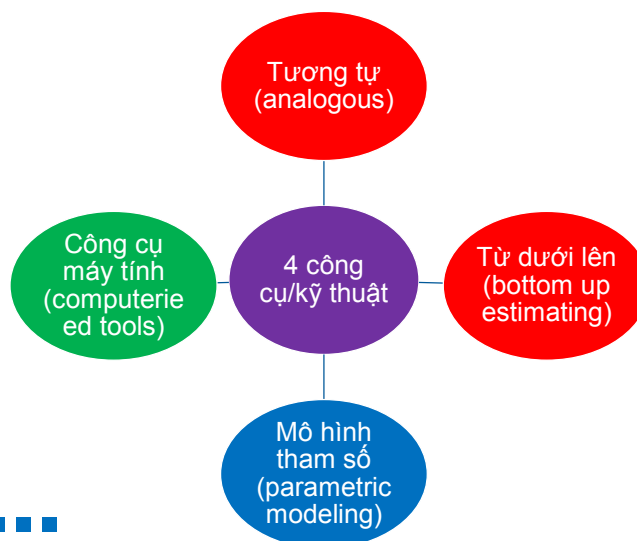 Tương tự
(analogous)
Công cụ
máy tính
(computerie
ed tools)
4 công
cụ/kỹ thuật
Từ dưới lên
(bottom up
estimating)
Mô hình
tham số
(parametric
modeling)